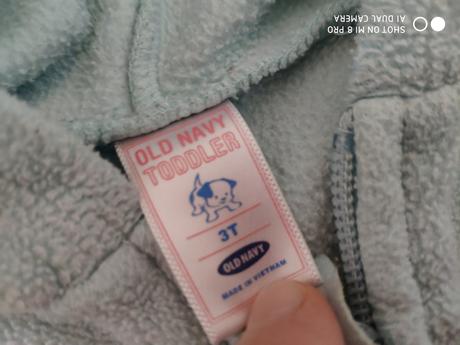 OLD NAVY
TODDLER
3T
OLD NAVY
MADE IN VIETNAM
SHOT ON MI 8 PRO
AI DUAL CAMERA